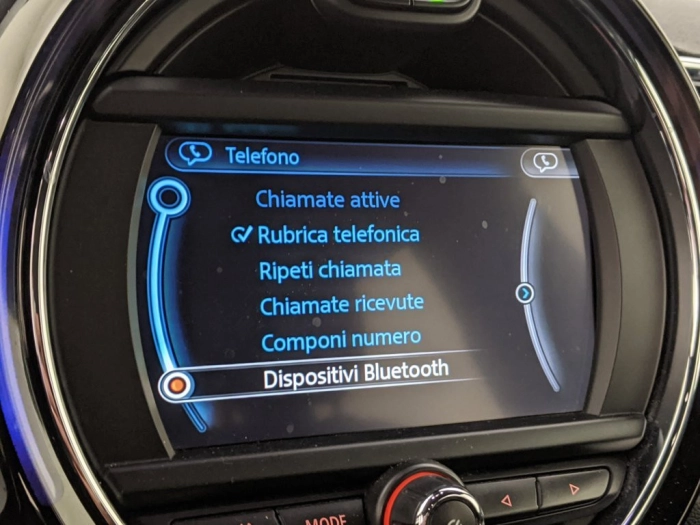 Telefono
Chiamate attive
Rubrica telefonica
Ripeti chiamata
Chiamate ricevute
Componi numero
Dispositivi Bluetooth
MODE